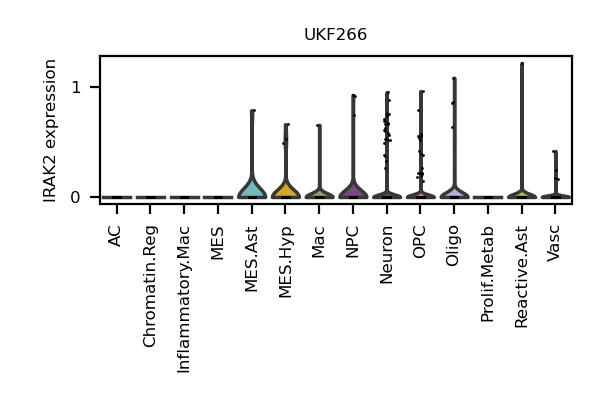 UKF266
IRAK2 expression
1
0
AC
Chromatin.Reg
Inflammatory.Mac
MES
MES.Ast
MES.Hyp
Mac
NPC
Neuron
OPC
Oligo
Prolif.Metab
Reactive.Ast
Vasc